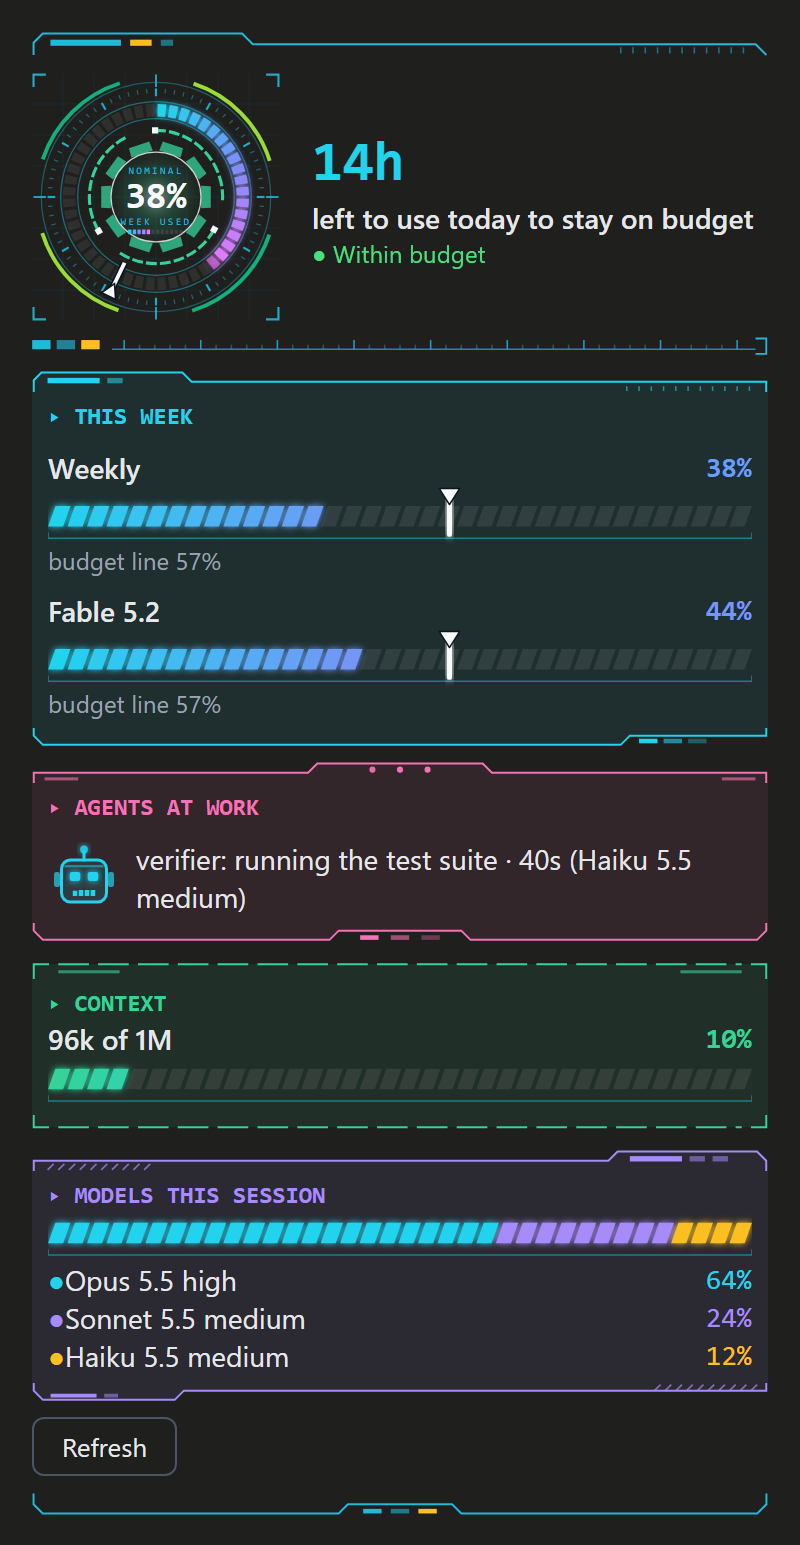 NOMINAL
38%
WEEK USED
14h
left to use today to stay on budget
Within budget
THIS WEEK
Weekly
38%
budget line 57%
Fable 5.2
44%
budget line 57%
AGENTS AT WORK
verifier: running the test suite · 40s (Haiku 5.5
medium)
CONTEXT
96k of 1M
10%
MODELS THIS SESSION
Opus 5.5 high
64%
Sonnet 5.5 medium
24%
Haiku 5.5 medium
12%
Refresh